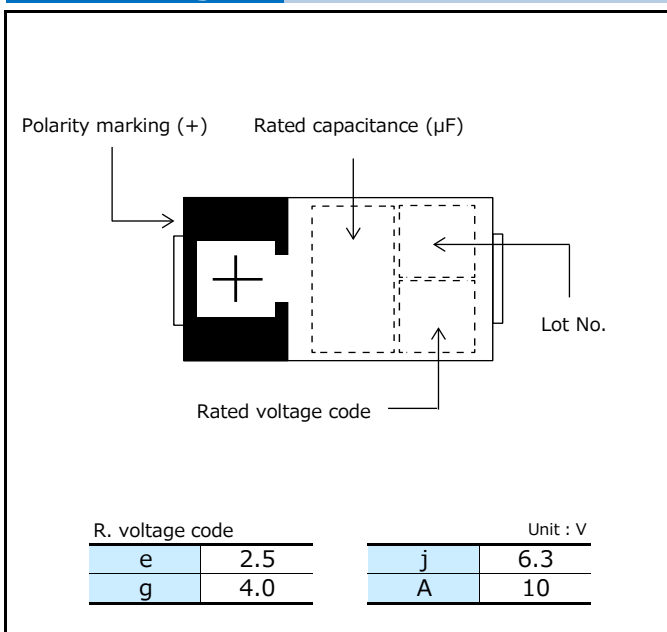 Polarity marking (+)
Rated capacitance (μF)
Lot No.
Rated voltage code
R. voltage code
Unit : V
e 2.5 j 6.3
g 4.0 A 10